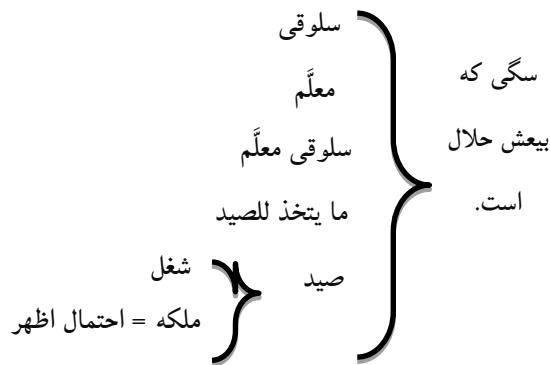 سگی که
بیعش حلال
است.
سلوقی
معلَّم
سلوقی معلَّم
ما یتخذ للصید
صید
شغل
ملکه = احتمال اظهر